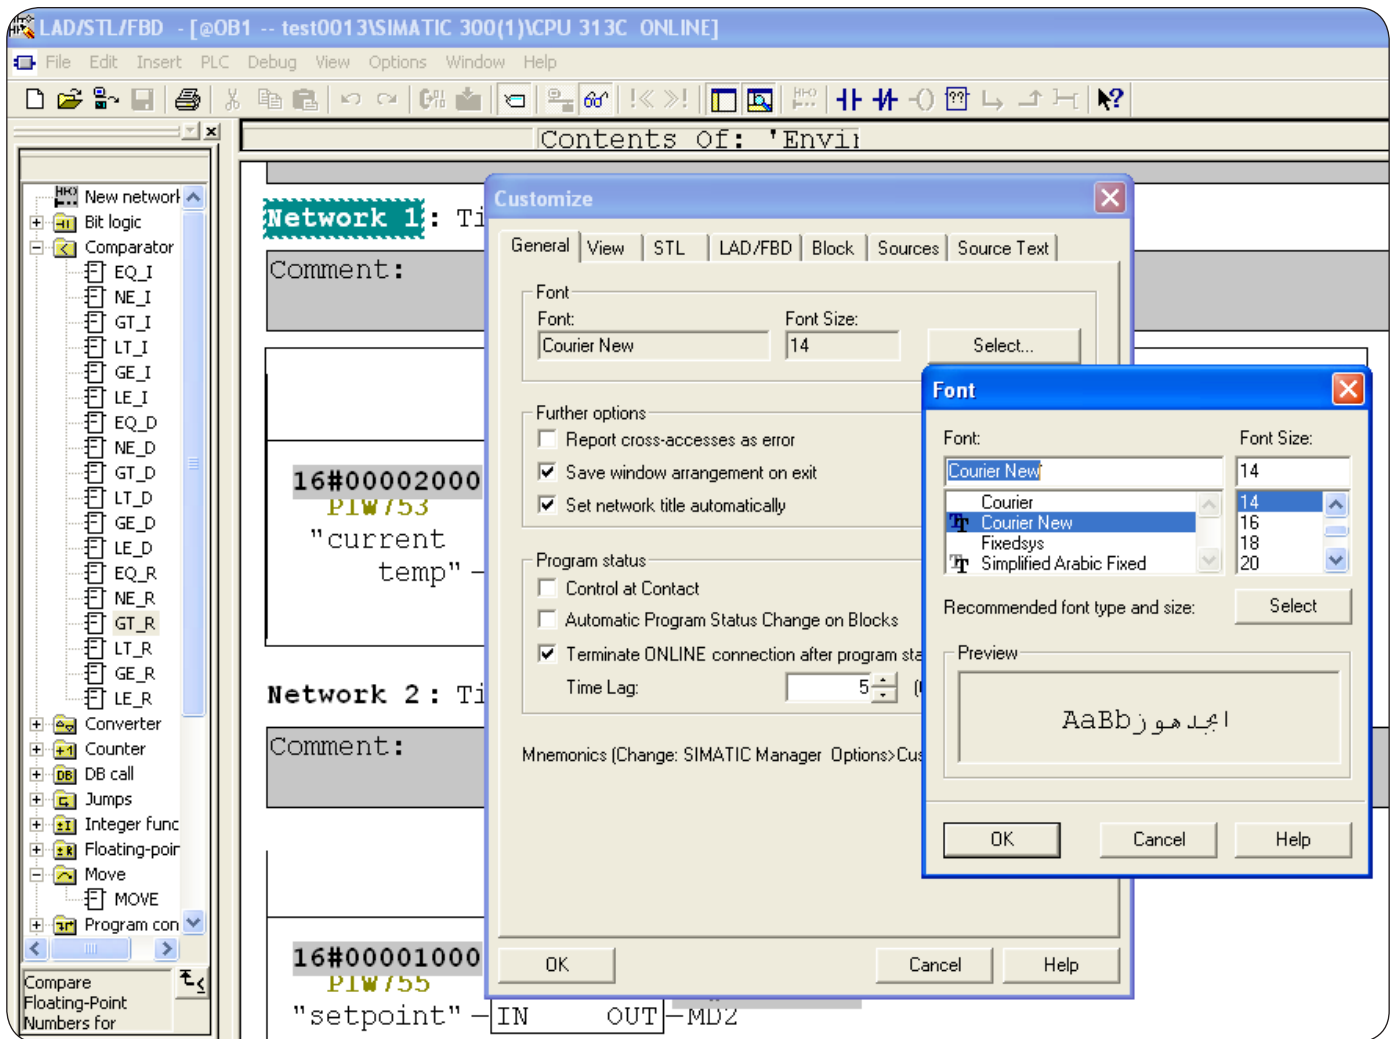 LAD/STL/FBD - [@OB1 -- test0013\SIMATIC 300(1)\CPU 313C ONLINE]
File Edit Insert PLC Debug View Options Window Help
Contents Of:
New network
Bit logic
Comparator
EQ_I
NE_I
GT_I
LT_I
GE_I
LE_I
EQ_D
NE_D
GT_D
LT_D
GE_D
LE_D
EQ_R
NE_R
GT_R
LT_R
GE_R
LE_R
Converter
Counter
DB call
Jumps
Integer func
Floating-poin
Move
MOVE
Program con
Compare
Floating-Point
Numbers for
Network 1: Ti
Comment:
16#00002000
PIW753
"current
temp"
Network 2: Ti
Comment:
16#00001000
PIW755
"setpoint" IN OUT MD2
Customize
General View STL LAD/FBD Block Sources Source Text
Font
Font: Font Size:
Courier New 14 Select...
Further options
Report cross-accesses as error
Save window arrangement on exit
Set network title automatically
Program status
Control at Contact
Automatic Program Status Change on Blocks
Terminate ONLINE connection after program sta
Time Lag: 5
Mnemonics (Change: SIMATIC Manager Options>Cus
OK Cancel Help
Font
Font: Font Size:
Courier New 14
Courier 14
Courier New 16
Fixedsys 18
Simplified Arabic Fixed 20
Recommended font type and size: Select
Preview
AaBbابجدهوز
OK Cancel Help